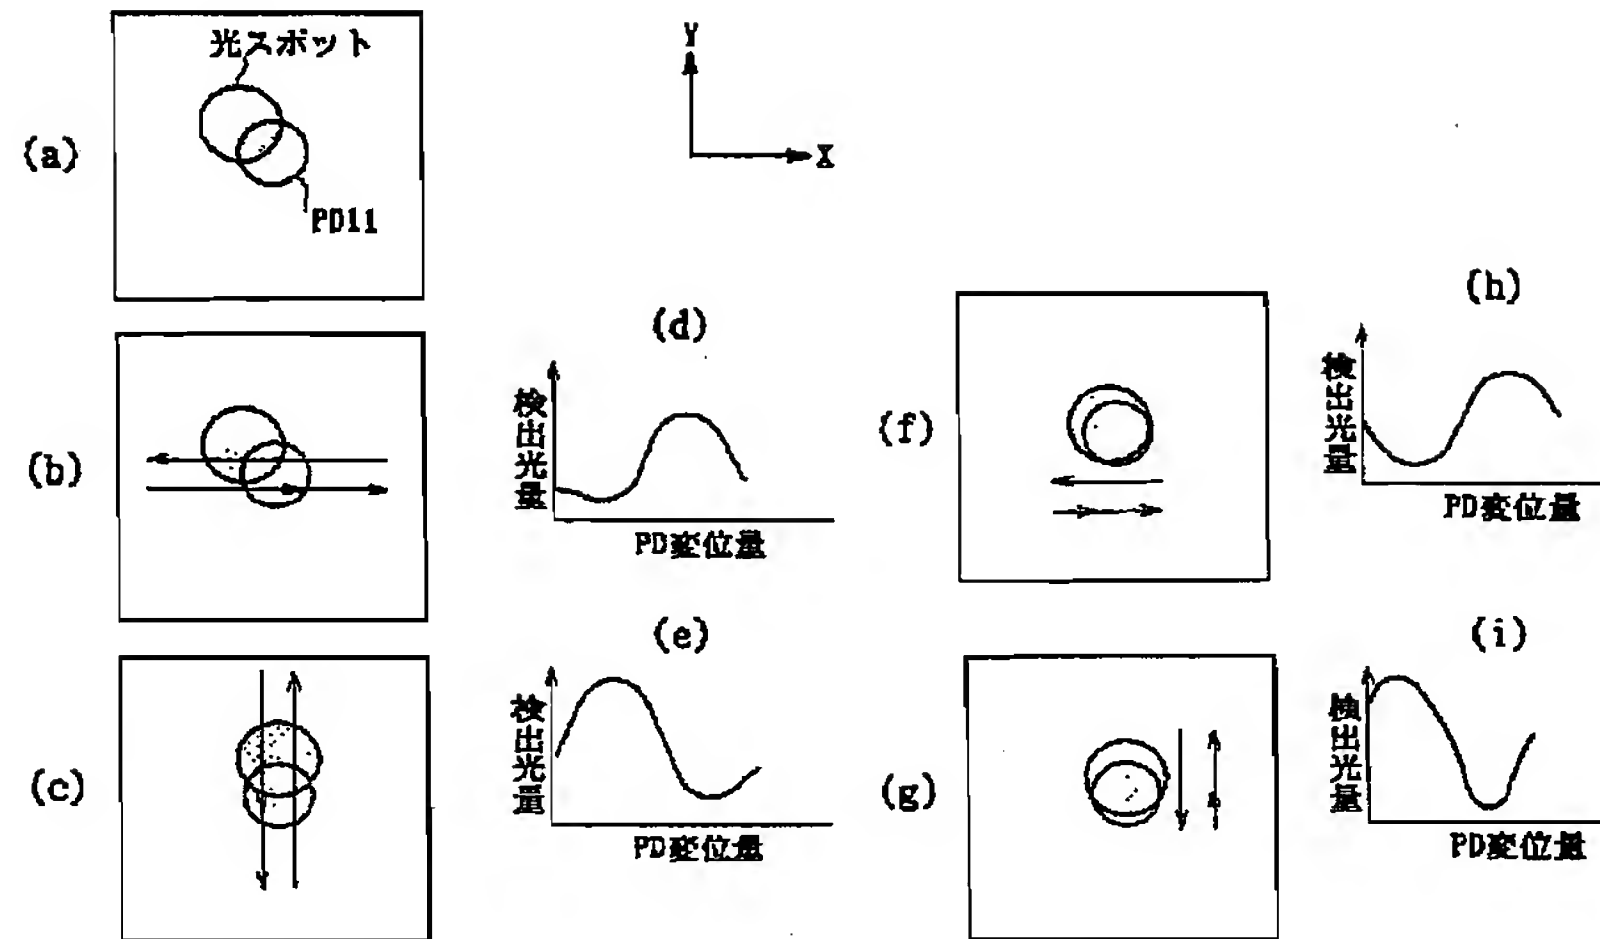 (a)
光スポット
PD11
Y
X
(b)
(d)
検出光量
PD変位量
(c)
(e)
検出光量
PD変位量
(f)
(h)
検出光量
PD変位量
(g)
(i)
検出光量
PD変位量